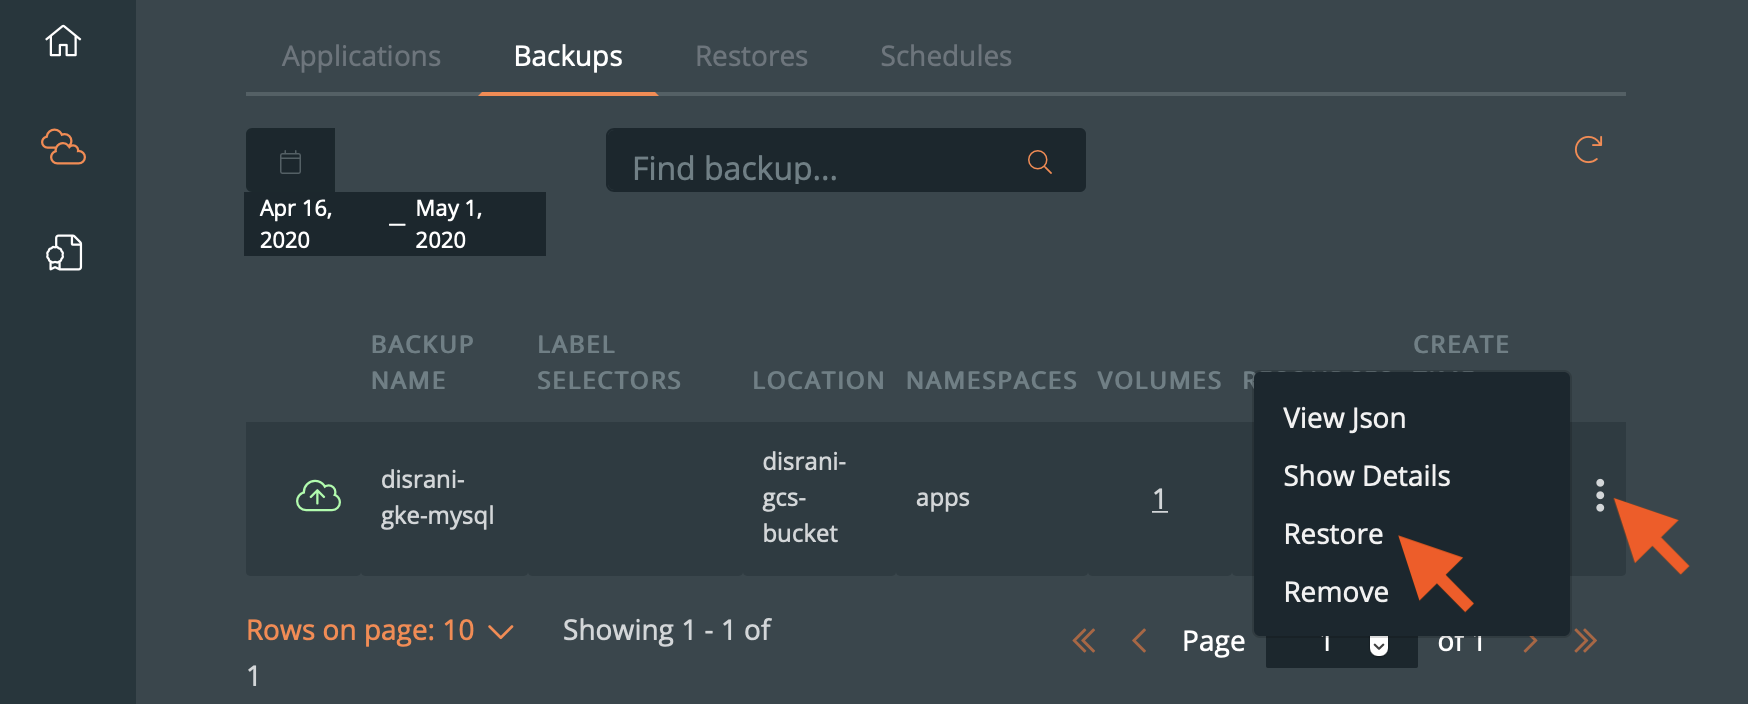 Applications Backups Restores Schedules
Find backup...
Apr 16, — May 1,
2020 2020
BACKUP LABEL CREATE
NAME SELECTORS LOCATION NAMESPACES VOLUMES
View Json
disrani-
gke-mysql
disrani-
gcs-
bucket
apps
1
Show Details
Restore
Remove
Rows on page: 10 Showing 1 - 1 of
1
Page 1 of 1